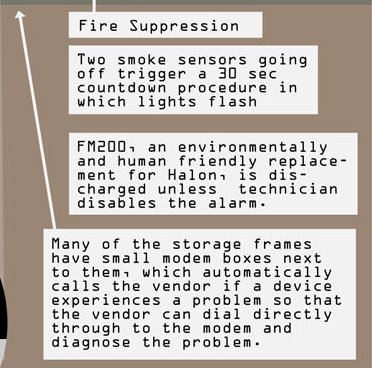 Fire Suppression
Two smoke sensors going
off trigger a 30 sec
countdown procedure in
which lights flash
FM200, an environmentally
and human friendly replace-
ment for Halon, is dis-
charged unless technician
disables the alarm.
Many of the storage frames
have small modem boxes next
to them, which automatically
calls the vendor if a device
experiences a problem so that
the vendor can dial directly
through to the modem and
diagnose the problem.